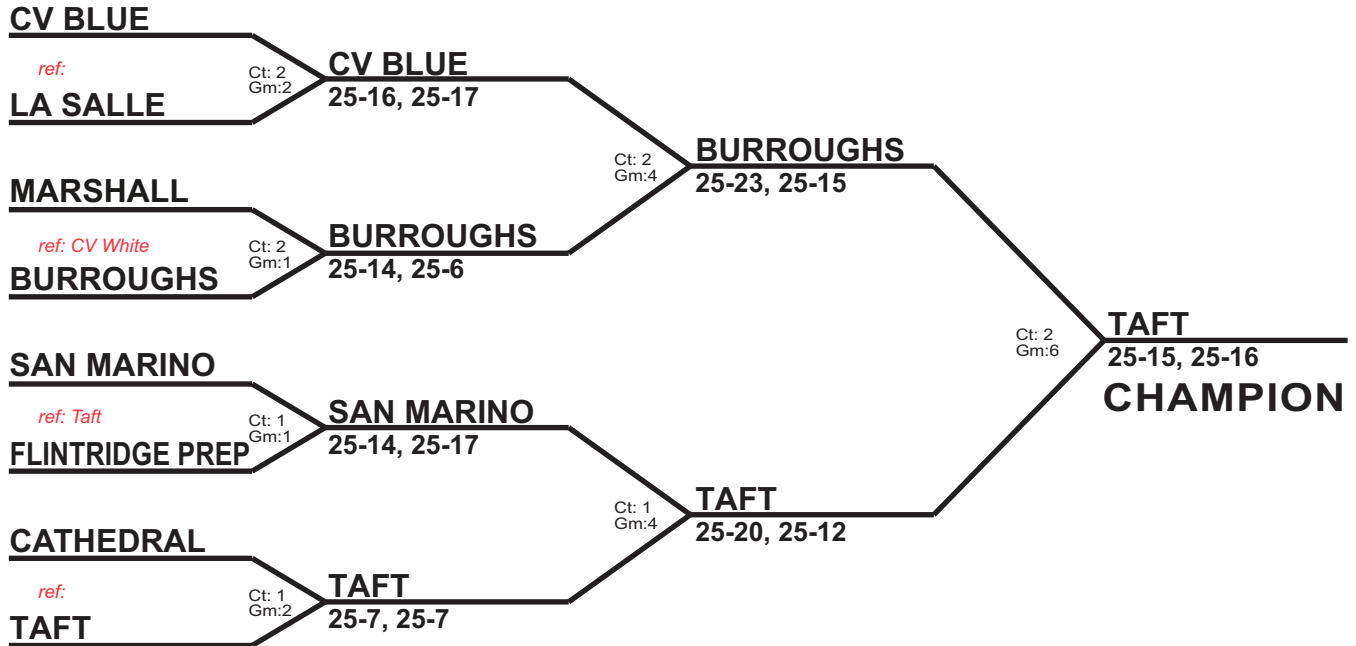 CV BLUE
ref:
Ct: 2
Gm:2
LA SALLE
CV BLUE
25-16, 25-17
MARSHALL
ref: CV White
Ct: 2
Gm:1
BURROUGHS
BURROUGHS
25-14, 25-6
Ct: 2
Gm:4
BURROUGHS
25-23, 25-15
SAN MARINO
ref: Taft
Ct: 1
Gm:1
FLINTRIDGE PREP
SAN MARINO
25-14, 25-17
CATHEDRAL
ref:
Ct: 1
Gm:2
TAFT
TAFT
25-7, 25-7
Ct: 1
Gm:4
TAFT
25-20, 25-12
Ct: 2
Gm:6
TAFT
25-15, 25-16
CHAMPION